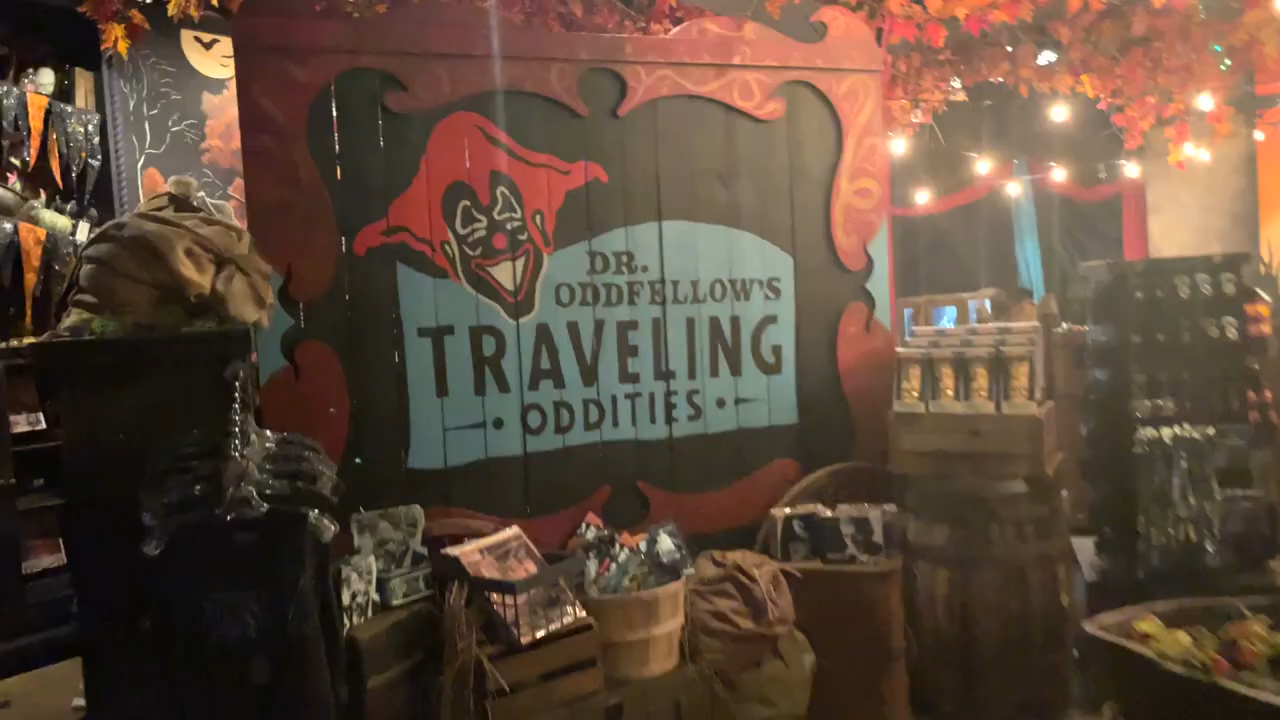 DR.
ODDFELLOW'S
TRAVELING
• ODDITIES •